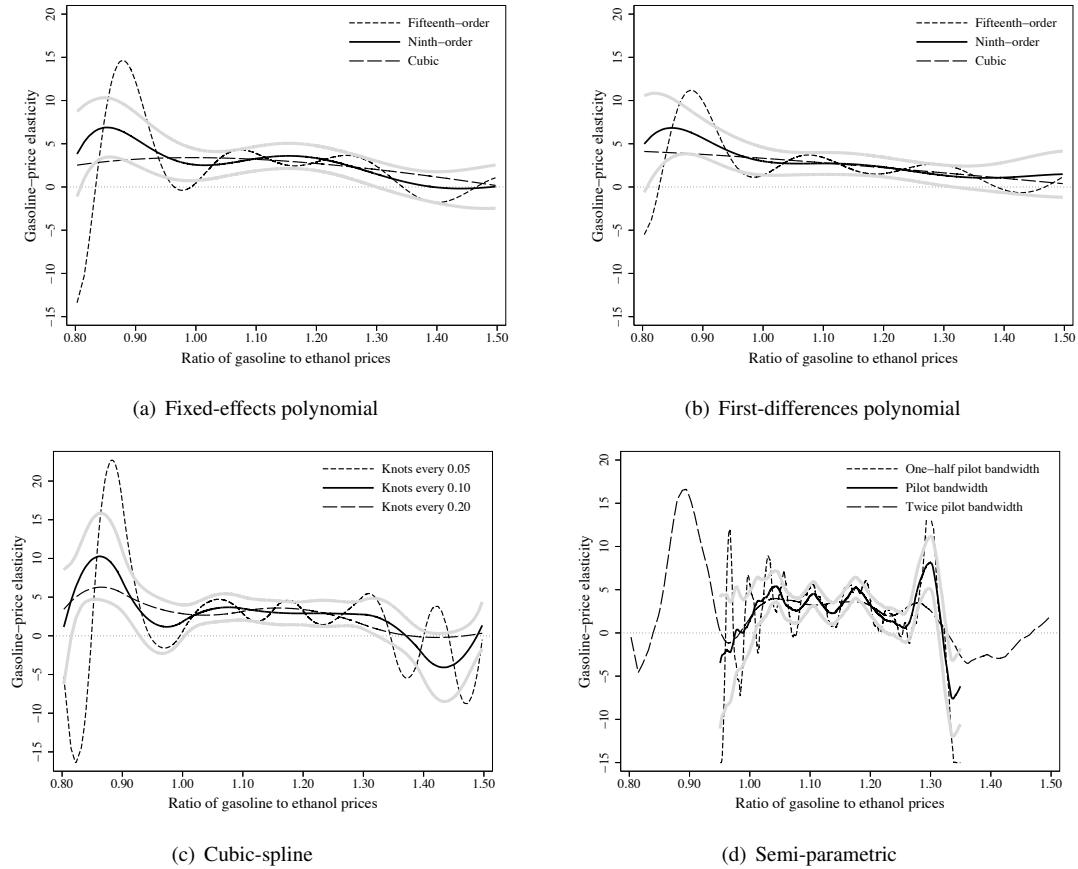 Fifteenth−order
Ninth−order
Cubic
Gasoline−price elasticity
20
15
10
5
0
−5
−10
−15
0.80 0.90 1.00 1.10 1.20 1.30 1.40 1.50
Ratio of gasoline to ethanol prices
(a) Fixed-effects polynomial
Fifteenth−order
Ninth−order
Cubic
Gasoline−price elasticity
20
15
10
5
0
−5
−10
−15
0.80 0.90 1.00 1.10 1.20 1.30 1.40 1.50
Ratio of gasoline to ethanol prices
(b) First-differences polynomial
Knots every 0.05
Knots every 0.10
Knots every 0.20
Gasoline−price elasticity
20
15
10
5
0
−5
−10
−15
0.80 0.90 1.00 1.10 1.20 1.30 1.40 1.50
Ratio of gasoline to ethanol prices
(c) Cubic-spline
One−half pilot bandwidth
Pilot bandwidth
Twice pilot bandwidth
Gasoline−price elasticity
20
15
10
5
0
−5
−10
−15
0.80 0.90 1.00 1.10 1.20 1.30 1.40 1.50
Ratio of gasoline to ethanol prices
(d) Semi-parametric